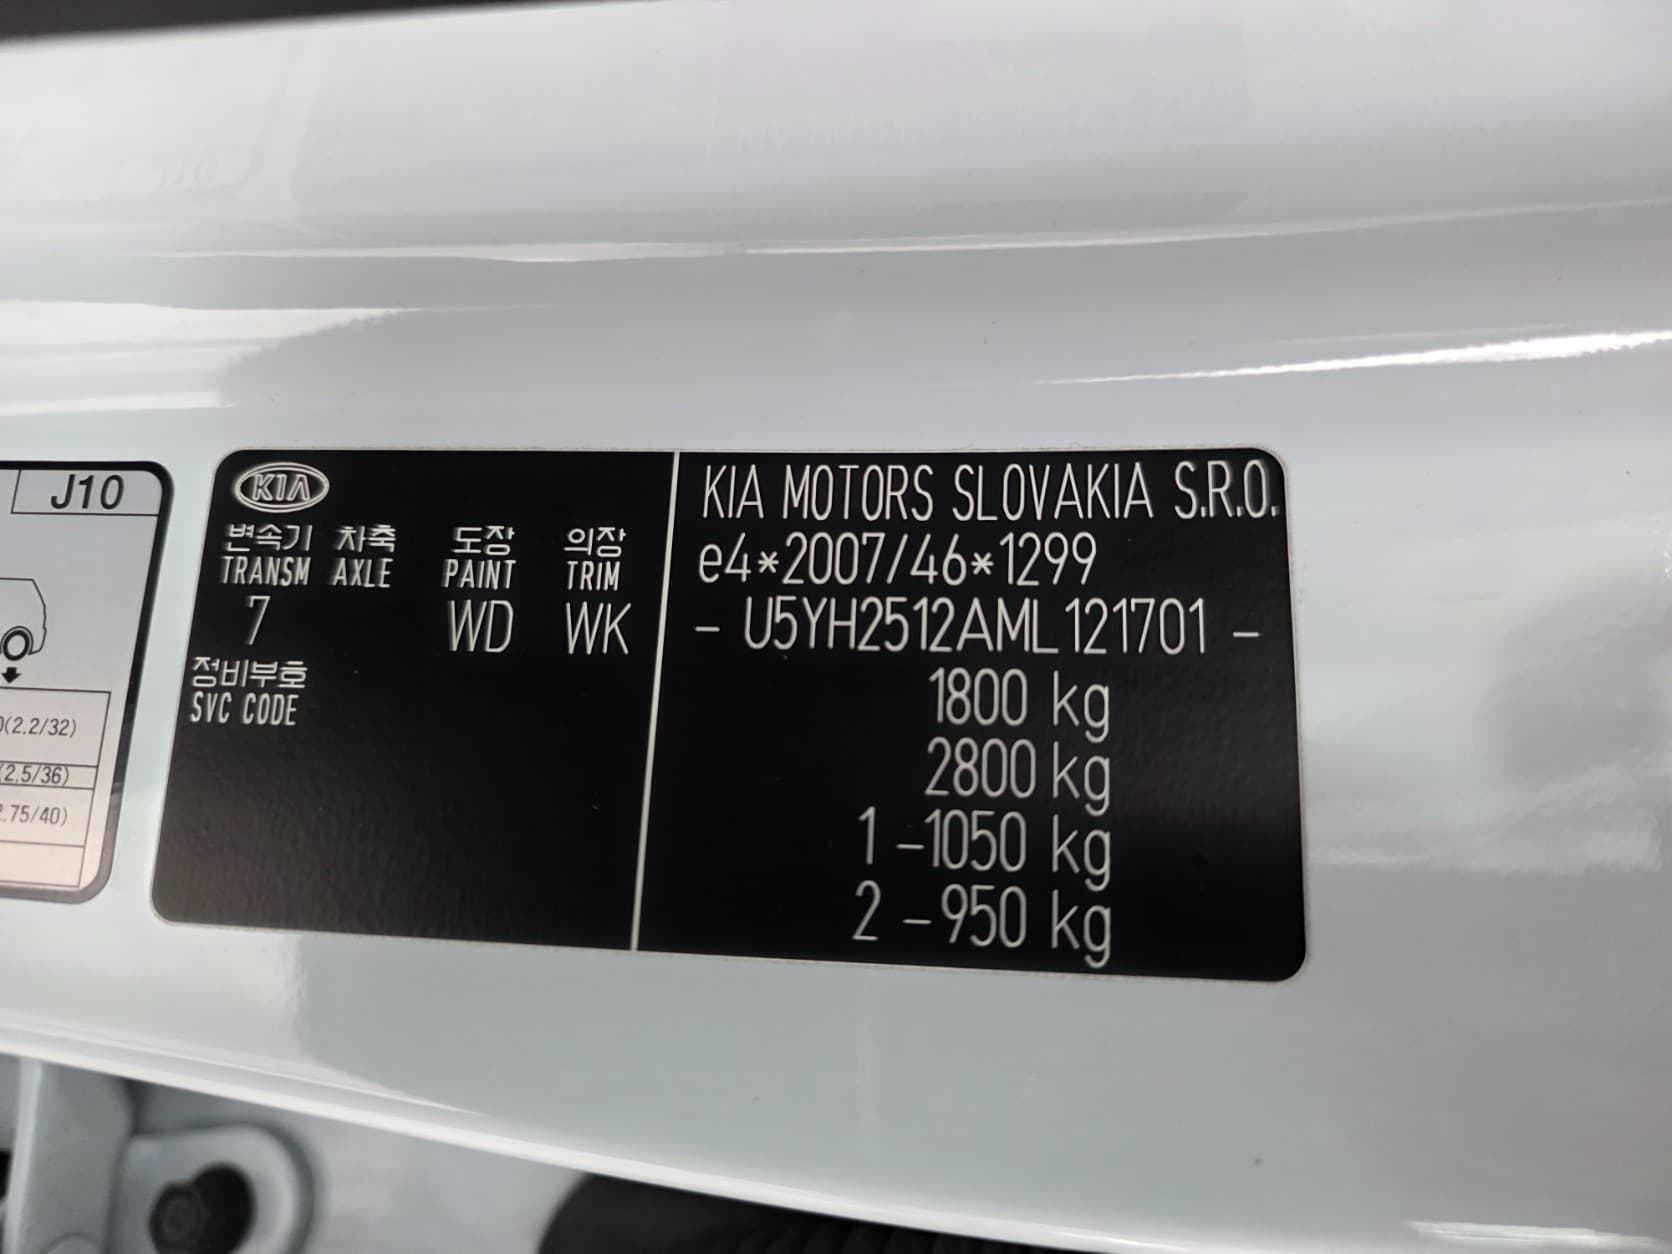 J10
(2.2/32)
(2.5/36)
.75/40)
KIA
변속기 차축 도장 의장
TRANSM AXLE PAINT TRIM
7 WD WK
정비부호
SVC CODE
KIA MOTORS SLOVAKIA S.R.O.
e4*2007/46*1299
- U5YH2512AML121701 -
1800 kg
2800 kg
1 -1050 kg
2 -950 kg